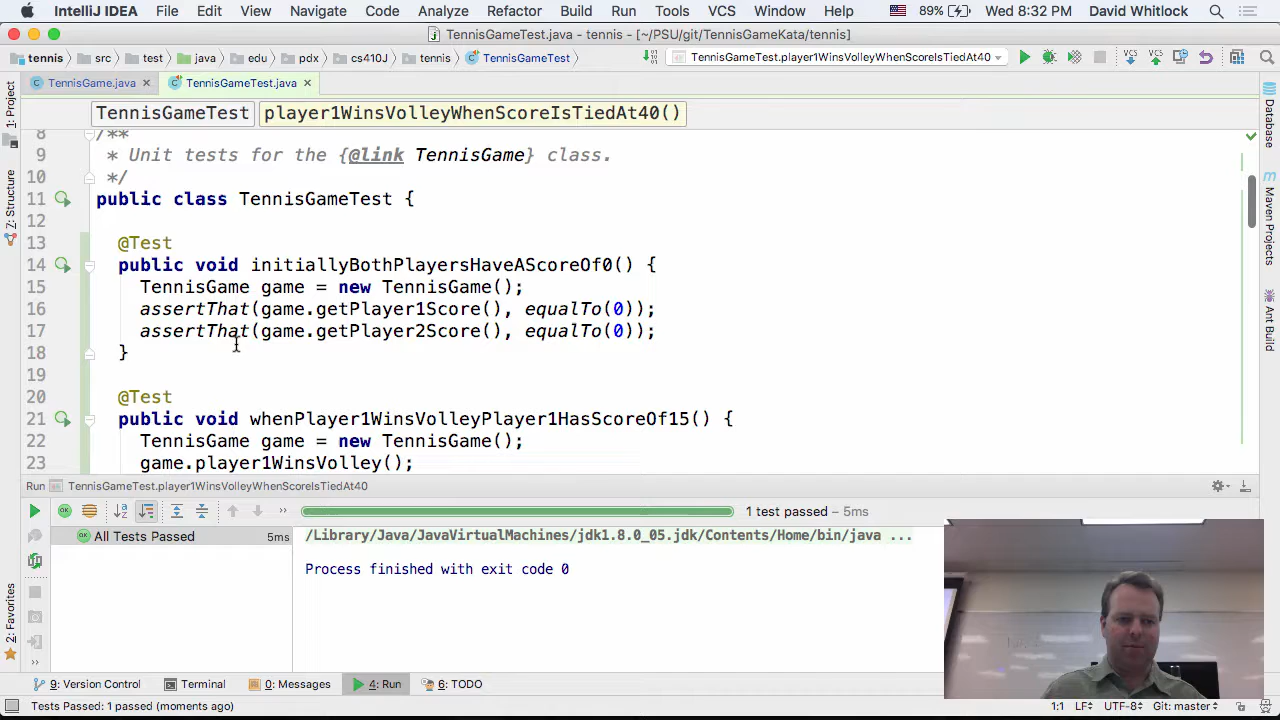 IntelliJ IDEA File Edit View Navigate Code Analyze Refactor Build Run Tools VCS Window Help 89% Wed 8:32 PM David Whitlock
TennisGameTest.java - tennis - [~/PSU/git/TennisGameKata/tennis]
tennis src test java edu pdx cs410J tennis TennisGameTest TennisGameTest.player1WinsVolleyWhenScoreIsTiedAt40 VCS VCS
TennisGame.java TennisGameTest.java
TennisGameTest player1WinsVolleyWhenScoreIsTiedAt40()
8 /**
9 * Unit tests for the {@link TennisGame} class.
10 */
11 public class TennisGameTest {
12
13 @Test
14 public void initiallyBothPlayersHaveAScoreOf0() {
15 TennisGame game = new TennisGame();
16 assertThat(game.getPlayer1Score(), equalTo(0));
17 assertThat(game.getPlayer2Score(), equalTo(0));
18 }
19
20 @Test
21 public void whenPlayer1WinsVolleyPlayer1HasScoreOf15() {
22 TennisGame game = new TennisGame();
23 game.player1WinsVolley();
1: Project
7: Structure
2: Favorites
Database
Maven Projects
Ant Build
Run TennisGameTest.player1WinsVolleyWhenScoreIsTiedAt40
1 test passed – 5ms
All Tests Passed 5ms
/Library/Java/JavaVirtualMachines/jdk1.8.0_05.jdk/Contents/Home/bin/java ...
Process finished with exit code 0
9: Version Control Terminal 0: Messages 4: Run 6: TODO
Tests Passed: 1 passed (moments ago) 1:1 LF UTF-8 Git: master